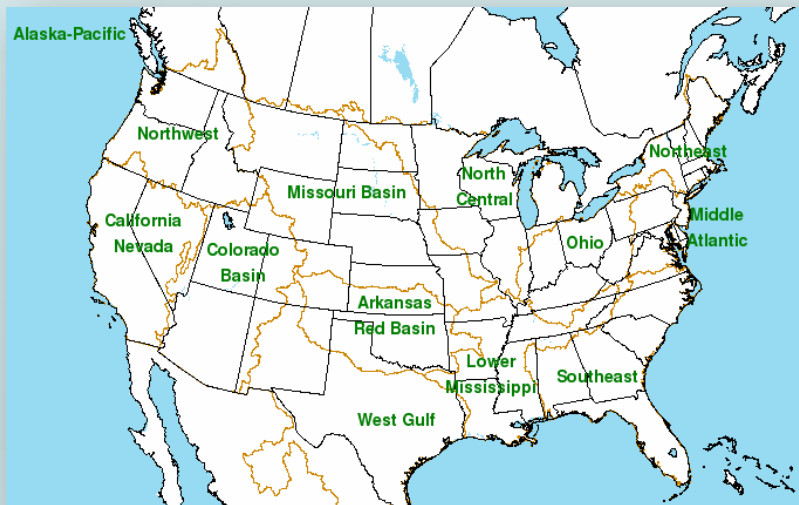 Alaska-Pacific
Northwest
Northeast
North
Central
Missouri Basin
California
Nevada
Middle
Atlantic
Colorado
Basin
Ohio
Arkansas
Red Basin
Lower
Mississippi
Southeast
West Gulf